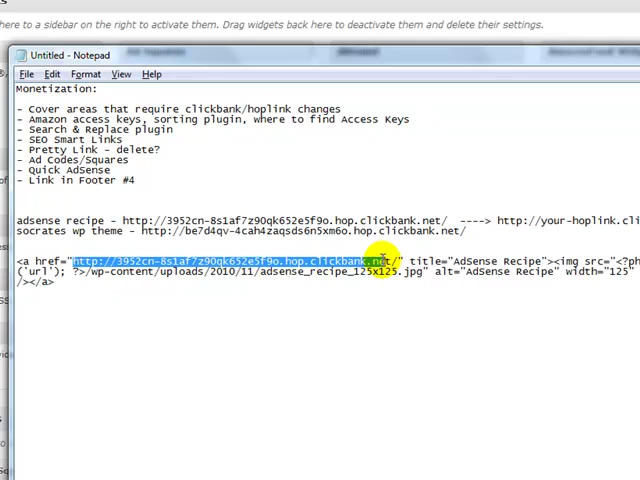 here to a sidebar on the right to activate them. Drag widgets back here to deactivate them and delete their settings.
Untitled - Notepad
File Edit Format View Help
Monetization:
- Cover areas that require clickbank/hoplink changes
- Amazon access keys, sorting plugin, where to find Access Keys
- Search & Replace plugin
- SEO Smart Links
- Pretty Link - delete?
- Ad Codes/Squares
- Quick AdSense
- Link in Footer #4
adsense recipe - http://3952cn-8s1af7z90qk652e5f9o.hop.clickbank.net/ ----> http://your-hoplink.cl
socrates wp theme - http://be7d4qv-4cah4zaqsds6n5xm6o.hop.clickbank.net/
<a href="http://3952cn-8s1af7z90qk652e5f9o.hop.clickbank.net/" title="AdSense Recipe"><img src="<?ph
('url'); ?>/wp-content/uploads/2010/11/adsense_recipe_125x125.jpg" alt="AdSense Recipe" width="125"
/></a>